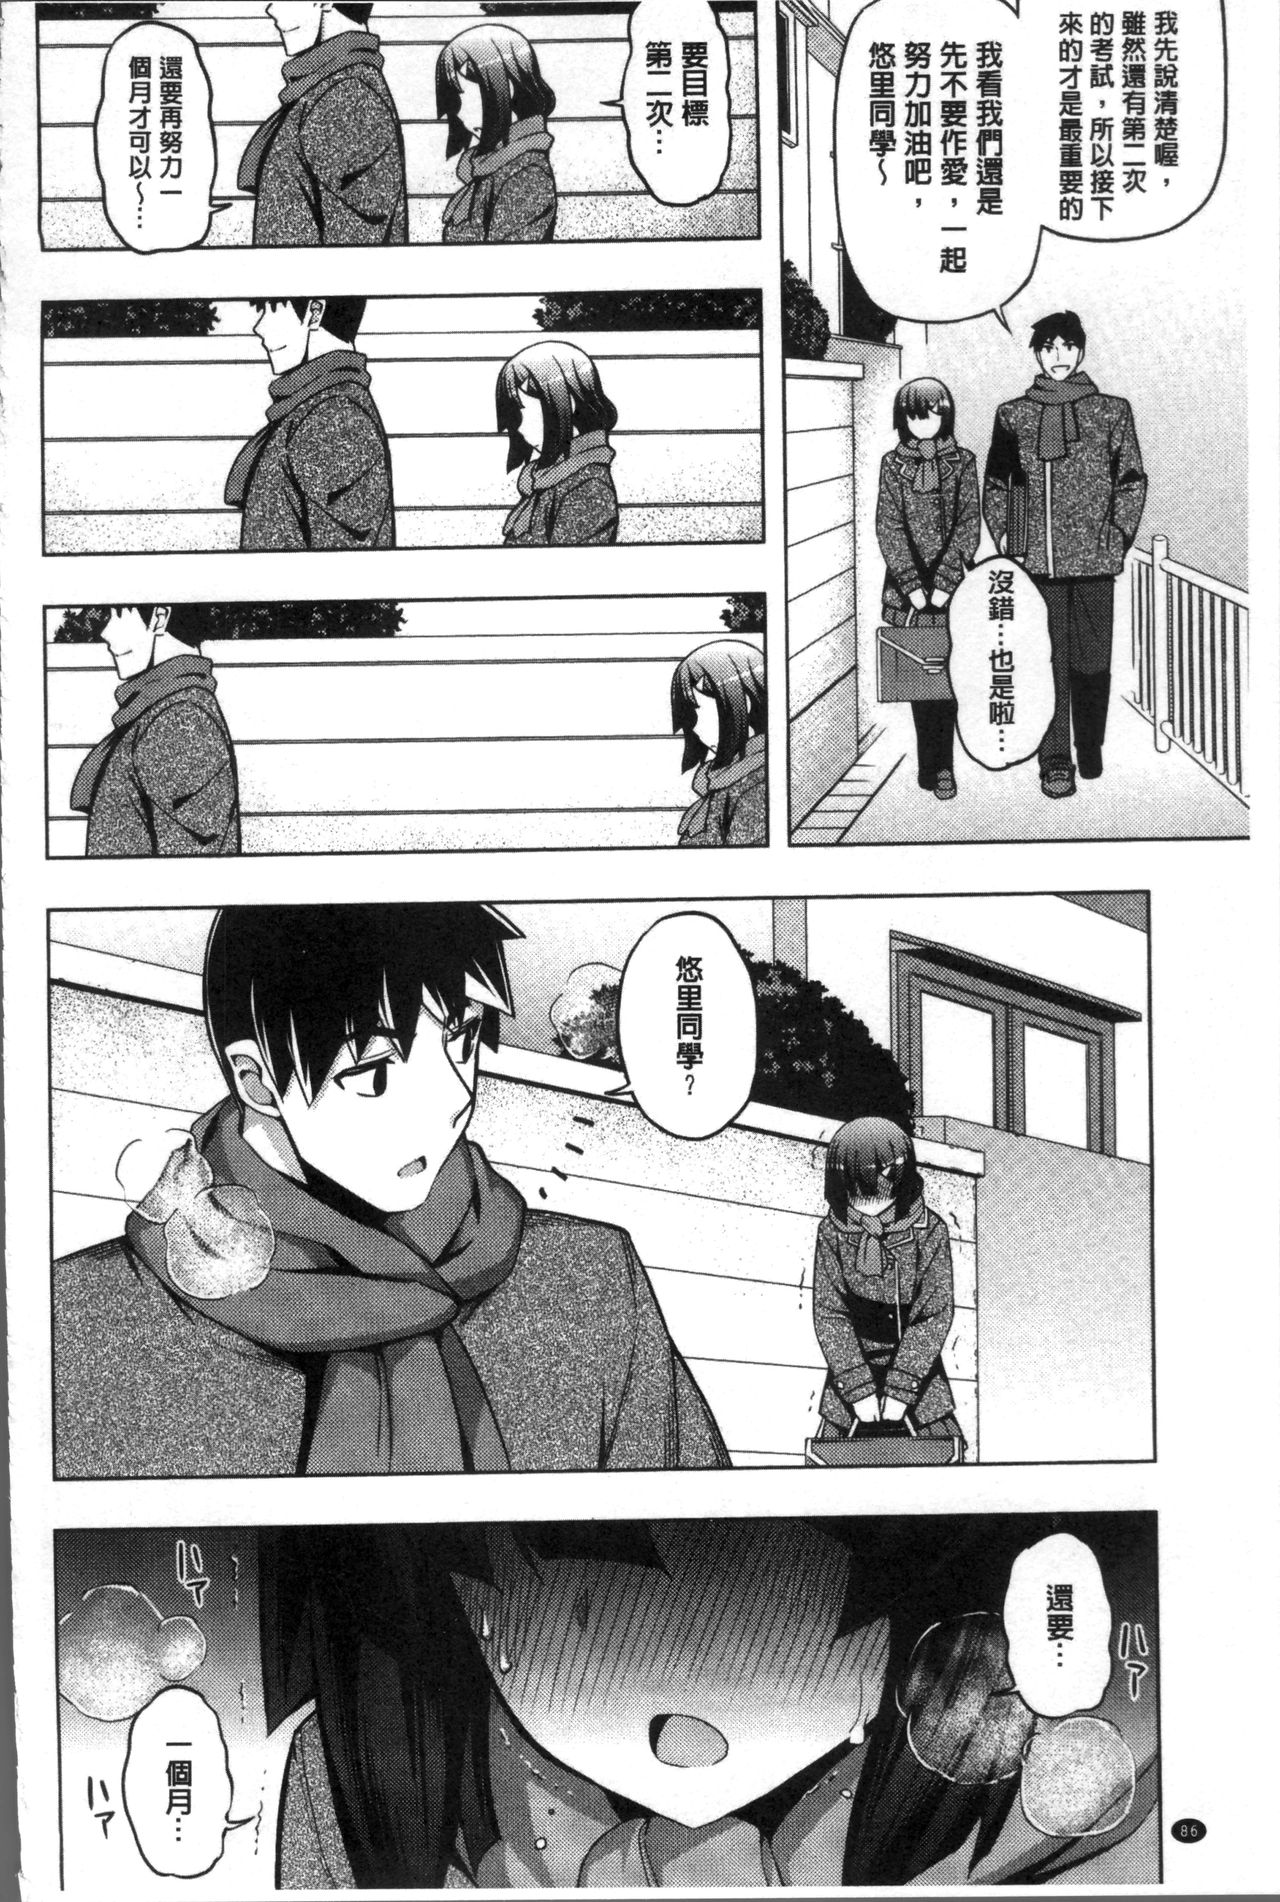 我先說清楚喔，
雖然還有第二次
的考試，所以接下
來的才是最重要的
我看我們還是
先不要作愛，一起
努力加油吧，
悠里同學～
沒錯…也是啦…
要目標
第二次…
還要再努力一
個月才可以～…
悠里同學？
還要…
ハァ
ハァ
一個月…
ハァ
86